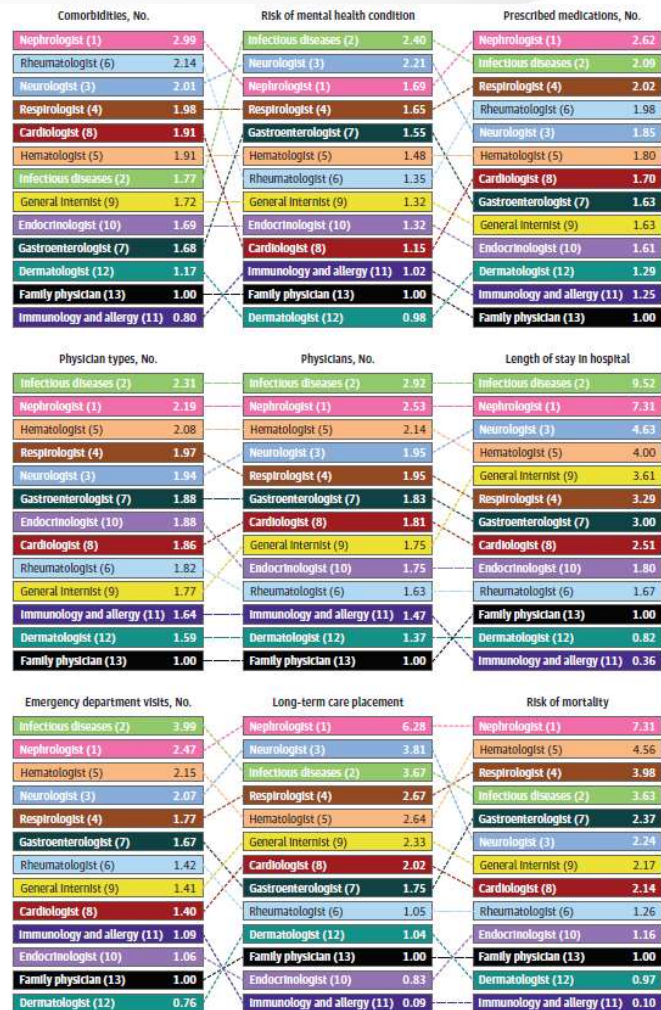 Comorbidities, No.
Nephrologist (1) 2.99
Rheumatologist (6) 2.14
Neurologist (3) 2.01
Respirologist (4) 1.98
Cardiologist (8) 1.91
Hematologist (5) 1.91
Infectious diseases (2) 1.77
General Internist (9) 1.72
Endocrinologist (10) 1.69
Gastroenterologist (7) 1.68
Dermatologist (12) 1.17
Family physician (13) 1.00
Immunology and allergy (11) 0.80
Risk of mental health condition
Infectious diseases (2) 2.40
Neurologist (3) 2.21
Nephrologist (1) 1.69
Respirologist (4) 1.65
Gastroenterologist (7) 1.55
Hematologist (5) 1.48
Rheumatologist (6) 1.35
General Internist (9) 1.32
Endocrinologist (10) 1.32
Cardiologist (8) 1.15
Immunology and allergy (11) 1.02
Family physician (13) 1.00
Dermatologist (12) 0.98
Prescribed medications, No.
Nephrologist (1) 2.62
Infectious diseases (2) 2.09
Respirologist (4) 2.02
Rheumatologist (6) 1.98
Neurologist (3) 1.85
Hematologist (5) 1.80
Cardiologist (8) 1.70
Gastroenterologist (7) 1.63
General Internist (9) 1.63
Endocrinologist (10) 1.61
Dermatologist (12) 1.29
Immunology and allergy (11) 1.25
Family physician (13) 1.00
Physician types, No.
Infectious diseases (2) 2.31
Nephrologist (1) 2.19
Hematologist (5) 2.08
Respirologist (4) 1.97
Neurologist (3) 1.94
Gastroenterologist (7) 1.88
Endocrinologist (10) 1.88
Cardiologist (8) 1.86
Rheumatologist (6) 1.82
General Internist (9) 1.77
Immunology and allergy (11) 1.64
Dermatologist (12) 1.59
Family physician (13) 1.00
Physicians, No.
Infectious diseases (2) 2.92
Nephrologist (1) 2.53
Hematologist (5) 2.14
Neurologist (3) 1.95
Respirologist (4) 1.95
Gastroenterologist (7) 1.83
Cardiologist (8) 1.81
General Internist (9) 1.75
Endocrinologist (10) 1.75
Rheumatologist (6) 1.63
Immunology and allergy (11) 1.47
Dermatologist (12) 1.37
Family physician (13) 1.00
Length of stay in hospital
Infectious diseases (2) 9.52
Nephrologist (1) 7.31
Neurologist (3) 4.63
Hematologist (5) 4.00
General Internist (9) 3.61
Respirologist (4) 3.29
Gastroenterologist (7) 3.00
Cardiologist (8) 2.51
Endocrinologist (10) 1.80
Rheumatologist (6) 1.67
Family physician (13) 1.00
Dermatologist (12) 0.82
Immunology and allergy (11) 0.36
Emergency department visits, No.
Infectious diseases (2) 3.99
Nephrologist (1) 2.47
Hematologist (5) 2.15
Neurologist (3) 2.07
Respirologist (4) 1.77
Gastroenterologist (7) 1.67
Rheumatologist (6) 1.42
General Internist (9) 1.41
Cardiologist (8) 1.40
Immunology and allergy (11) 1.09
Endocrinologist (10) 1.06
Family physician (13) 1.00
Dermatologist (12) 0.76
Long-term care placement
Nephrologist (1) 6.28
Neurologist (3) 3.81
Infectious diseases (2) 3.67
Respirologist (4) 2.67
Hematologist (5) 2.64
General Internist (9) 2.33
Cardiologist (8) 2.02
Gastroenterologist (7) 1.75
Rheumatologist (6) 1.05
Dermatologist (12) 1.04
Family physician (13) 1.00
Endocrinologist (10) 0.83
Immunology and allergy (11) 0.09
Risk of mortality
Nephrologist (1) 7.31
Hematologist (5) 4.56
Respirologist (4) 3.98
Infectious diseases (2) 3.63
Gastroenterologist (7) 2.37
Neurologist (3) 2.24
General Internist (9) 2.17
Cardiologist (8) 2.14
Rheumatologist (6) 1.26
Endocrinologist (10) 1.16
Family physician (13) 1.00
Dermatologist (12) 0.97
Immunology and allergy (11) 0.10